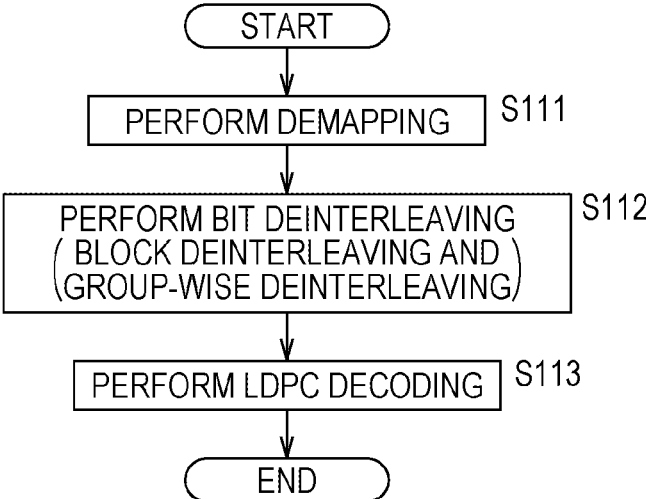 START
PERFORM DEMAPPING
S111
PERFORM BIT DEINTERLEAVING
S112
( BLOCK DEINTERLEAVING AND )
(GROUP-WISE DEINTERLEAVING)
PERFORM LDPC DECODING
S113
END